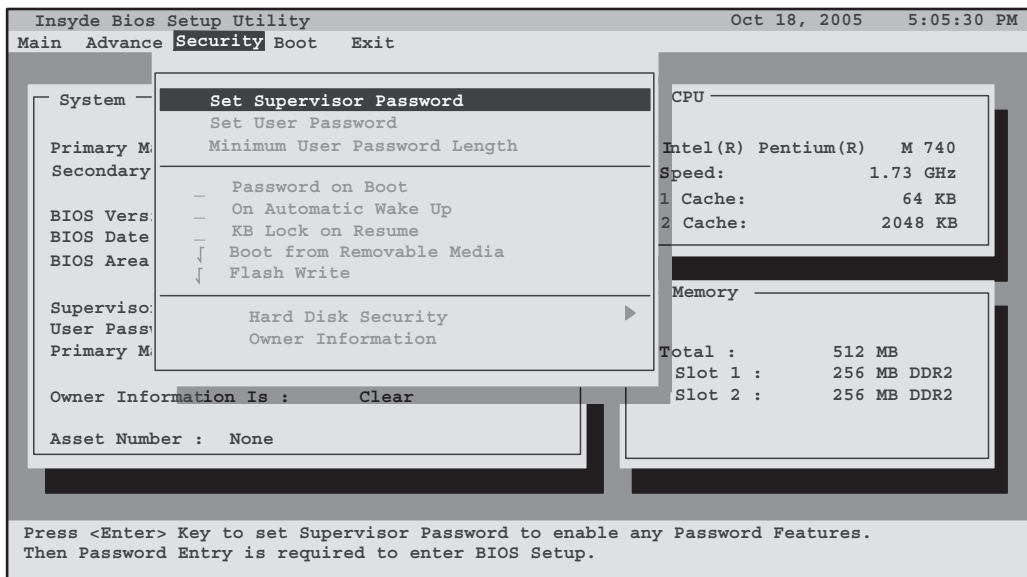 Insyde Bios Setup Utility Oct 18, 2005 5:05:30 PM
Main Advance Security Boot Exit
System
Primary M
Secondary
BIOS Vers
BIOS Date
BIOS Area
Superviso
User Pass
Primary M
Owner Information Is : Clear
Asset Number : None
Set Supervisor Password
Set User Password
Minimum User Password Length
_ Password on Boot
_ On Automatic Wake Up
_ KB Lock on Resume
√ Boot from Removable Media
√ Flash Write
Hard Disk Security
Owner Information
CPU
Intel(R) Pentium(R) M 740
Speed: 1.73 GHz
1 Cache: 64 KB
2 Cache: 2048 KB
Memory
Total : 512 MB
Slot 1 : 256 MB DDR2
Slot 2 : 256 MB DDR2
Press <Enter> Key to set Supervisor Password to enable any Password Features.
Then Password Entry is required to enter BIOS Setup.